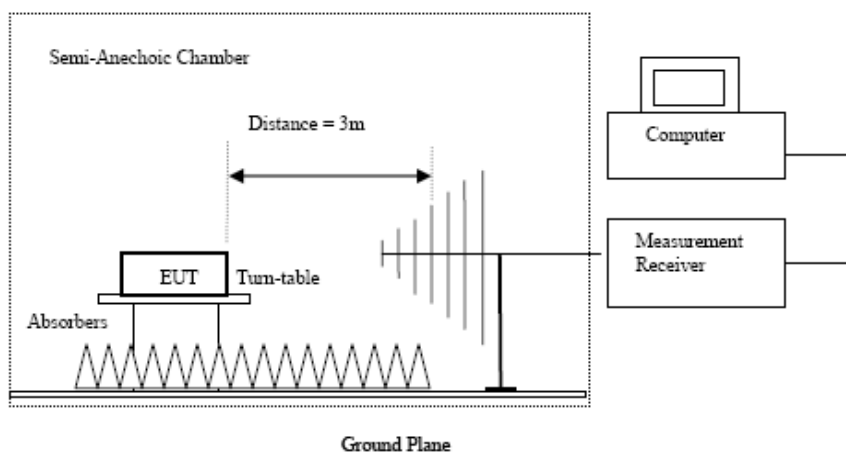 Semi-Anechoic Chamber
Distance = 3m
Computer
Measurement
Receiver
EUT
Turn-table
Absorbers
Ground Plane